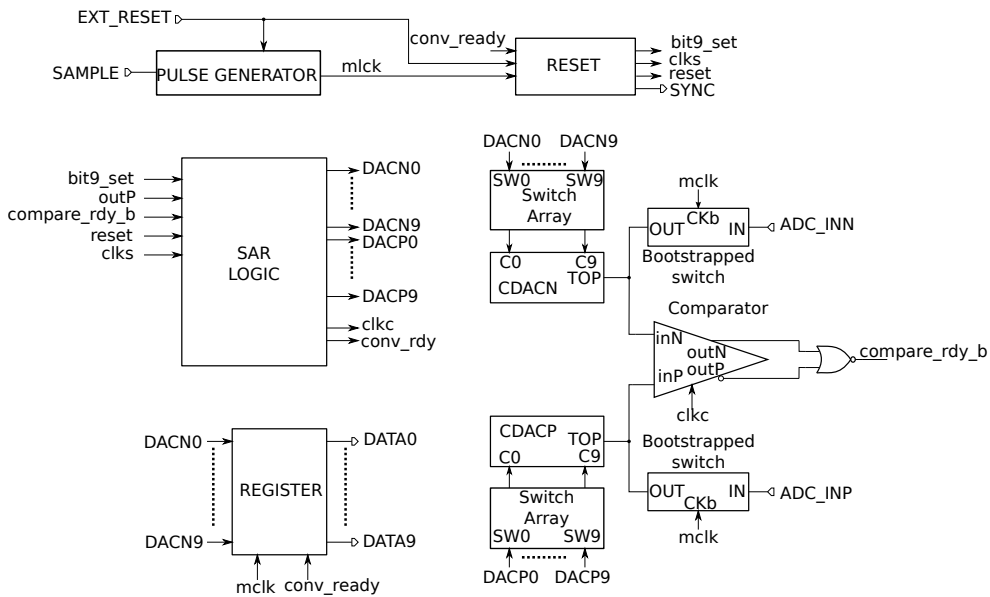 EXT_RESET
SAMPLE
PULSE GENERATOR
mlck
conv_ready
RESET
bit9_set
clks
reset
SYNC
bit9_set
outP
compare_rdy_b
reset
clks
SAR
LOGIC
DACN0
DACN9
DACP0
DACP9
clkc
conv_rdy
DACN0
DACN9
REGISTER
DATA0
DATA9
mclk
conv_ready
DACN0 DACN9
SW0 SW9
Switch
Array
C0 C9
TOP
CDACN
mclk
CKb
OUT IN
ADC_INN
Bootstrapped
switch
Comparator
inN
outN
outP
inP
clkc
compare_rdy_b
CDACP
TOP
C0 C9
Switch
Array
SW0 SW9
DACP0 DACP9
Bootstrapped
switch
OUT IN
CKb
ADC_INP
mclk